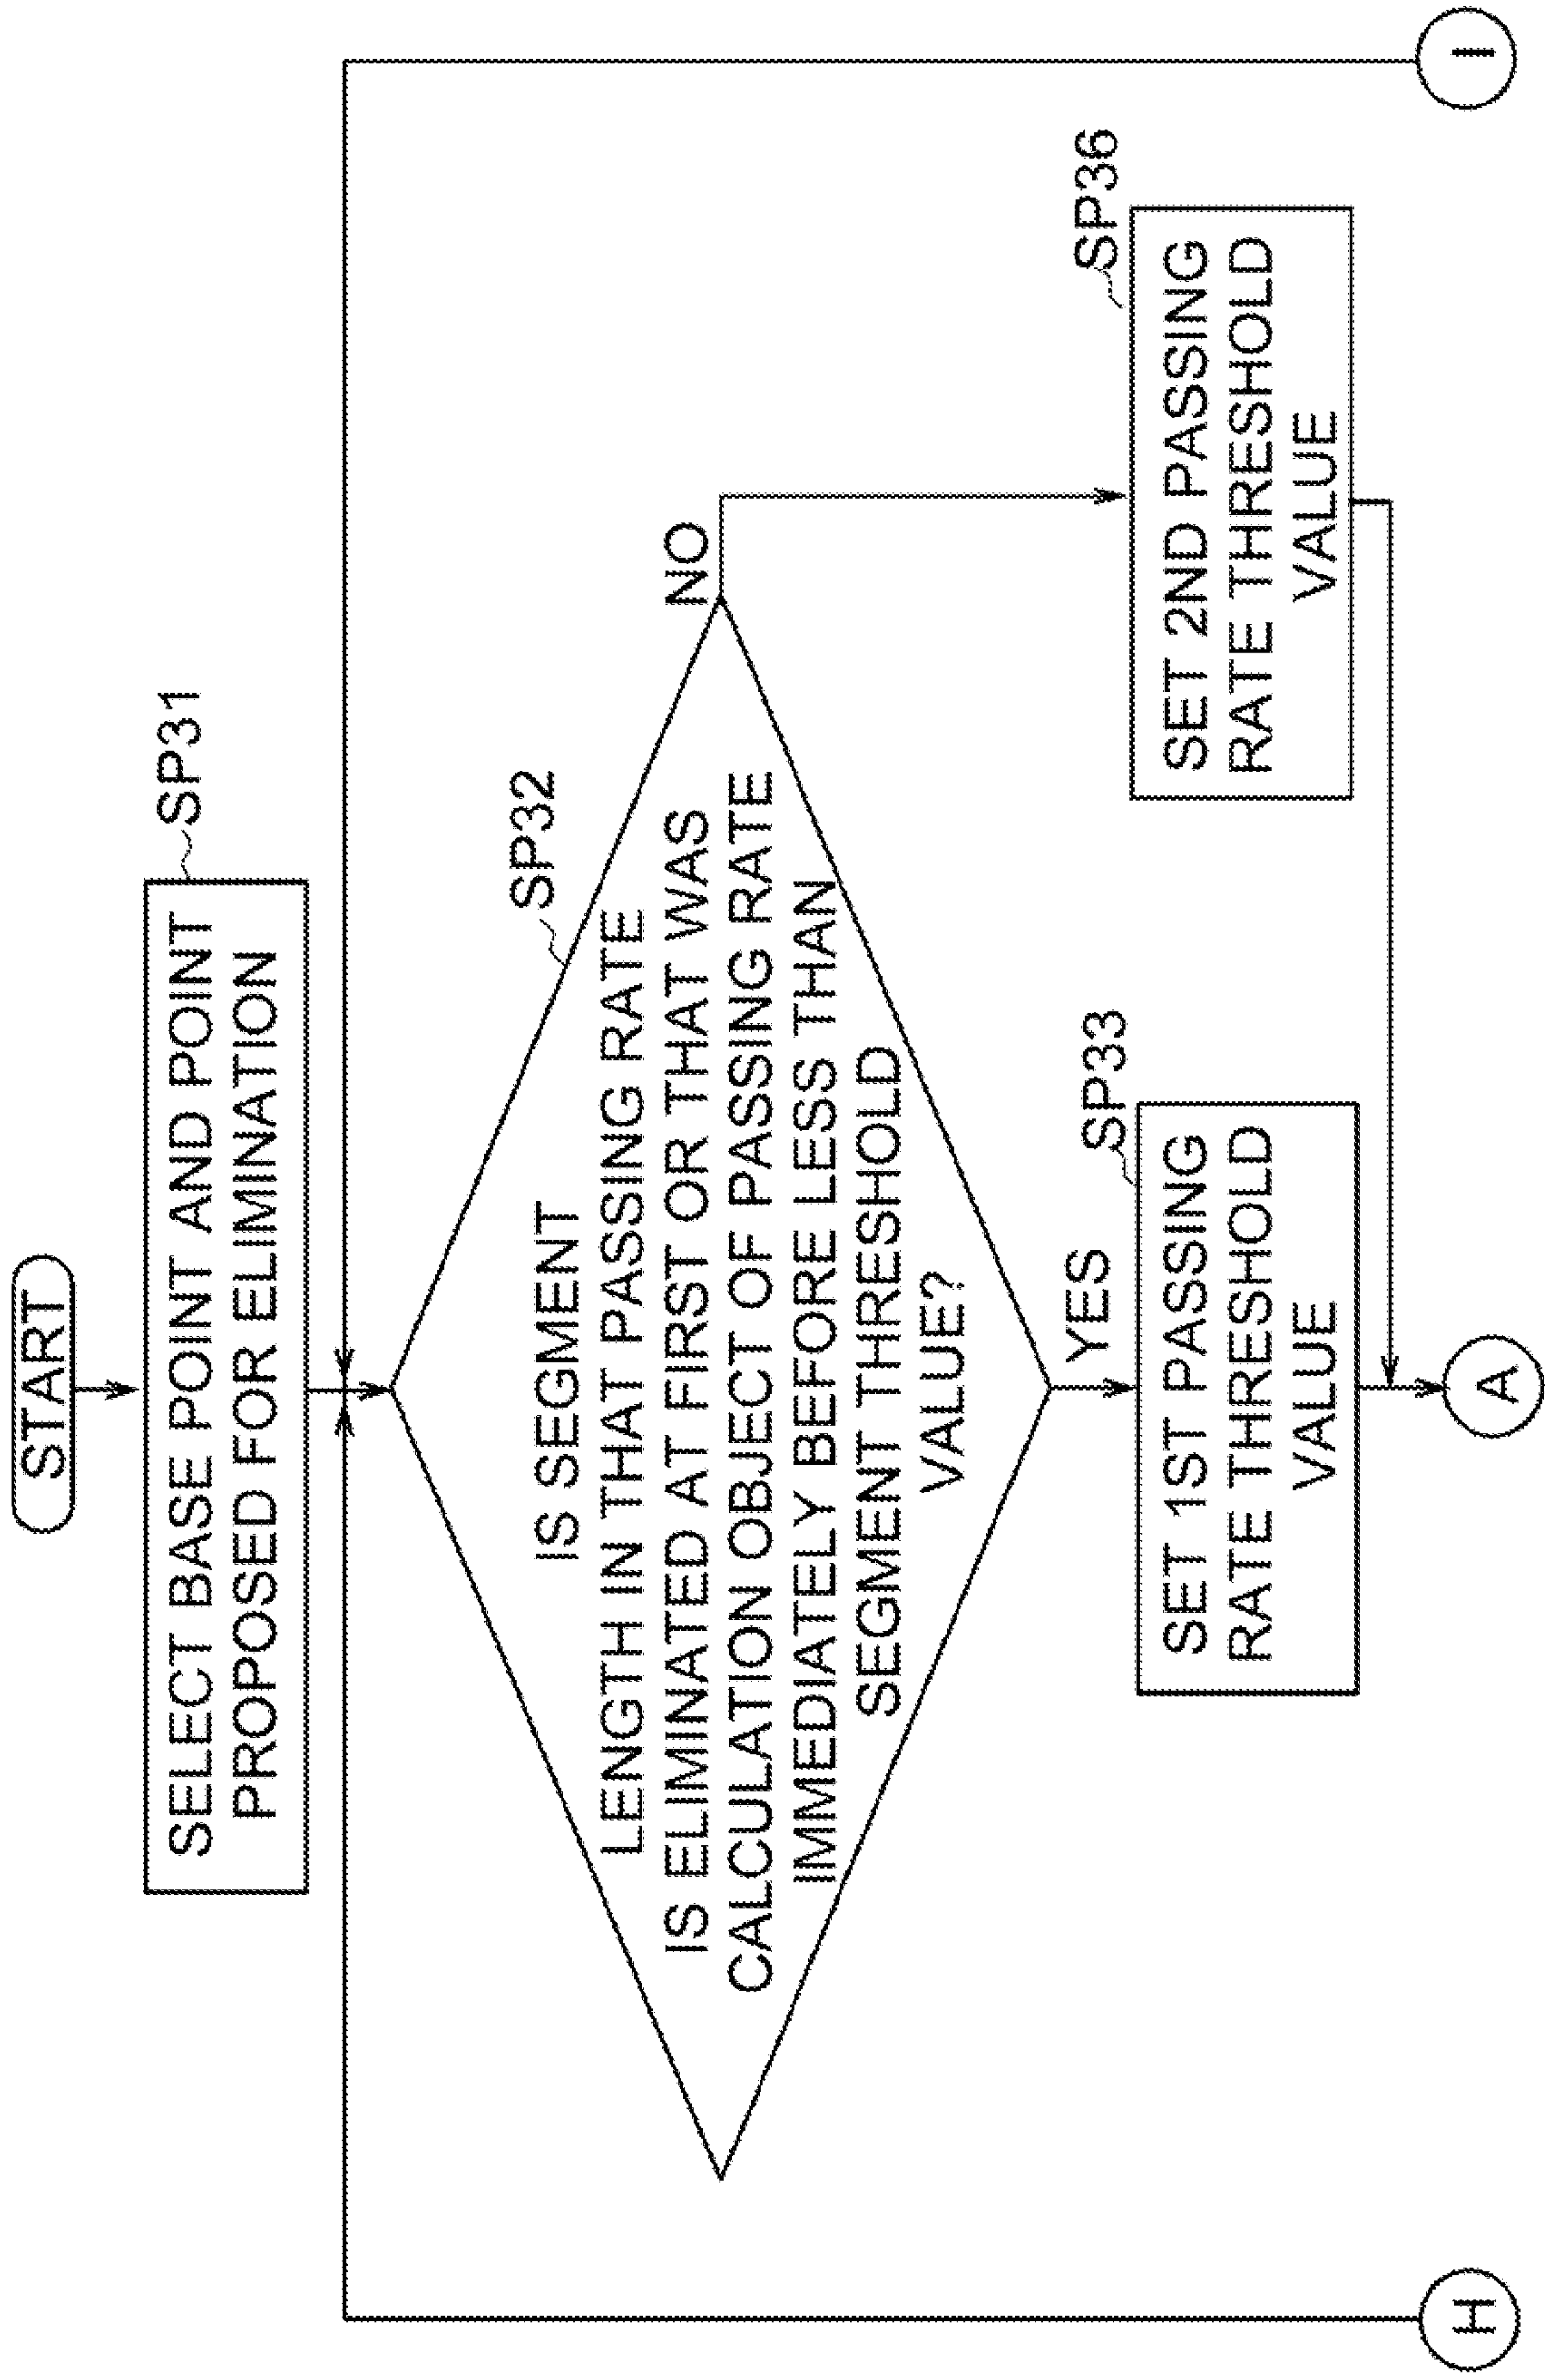 START
SP31
SELECT BASE POINT AND POINT
PROPOSED FOR ELIMINATION
SP32
IS SEGMENT
LENGTH IN THAT PASSING RATE
IS ELIMINATED AT FIRST OR THAT WAS
CALCULATION OBJECT OF PASSING RATE
IMMEDIATELY BEFORE LESS THAN
SEGMENT THRESHOLD
VALUE?
NO
YES
SP33
SET 1ST PASSING
RATE THRESHOLD
VALUE
SP36
SET 2ND PASSING
RATE THRESHOLD
VALUE
H
A
I